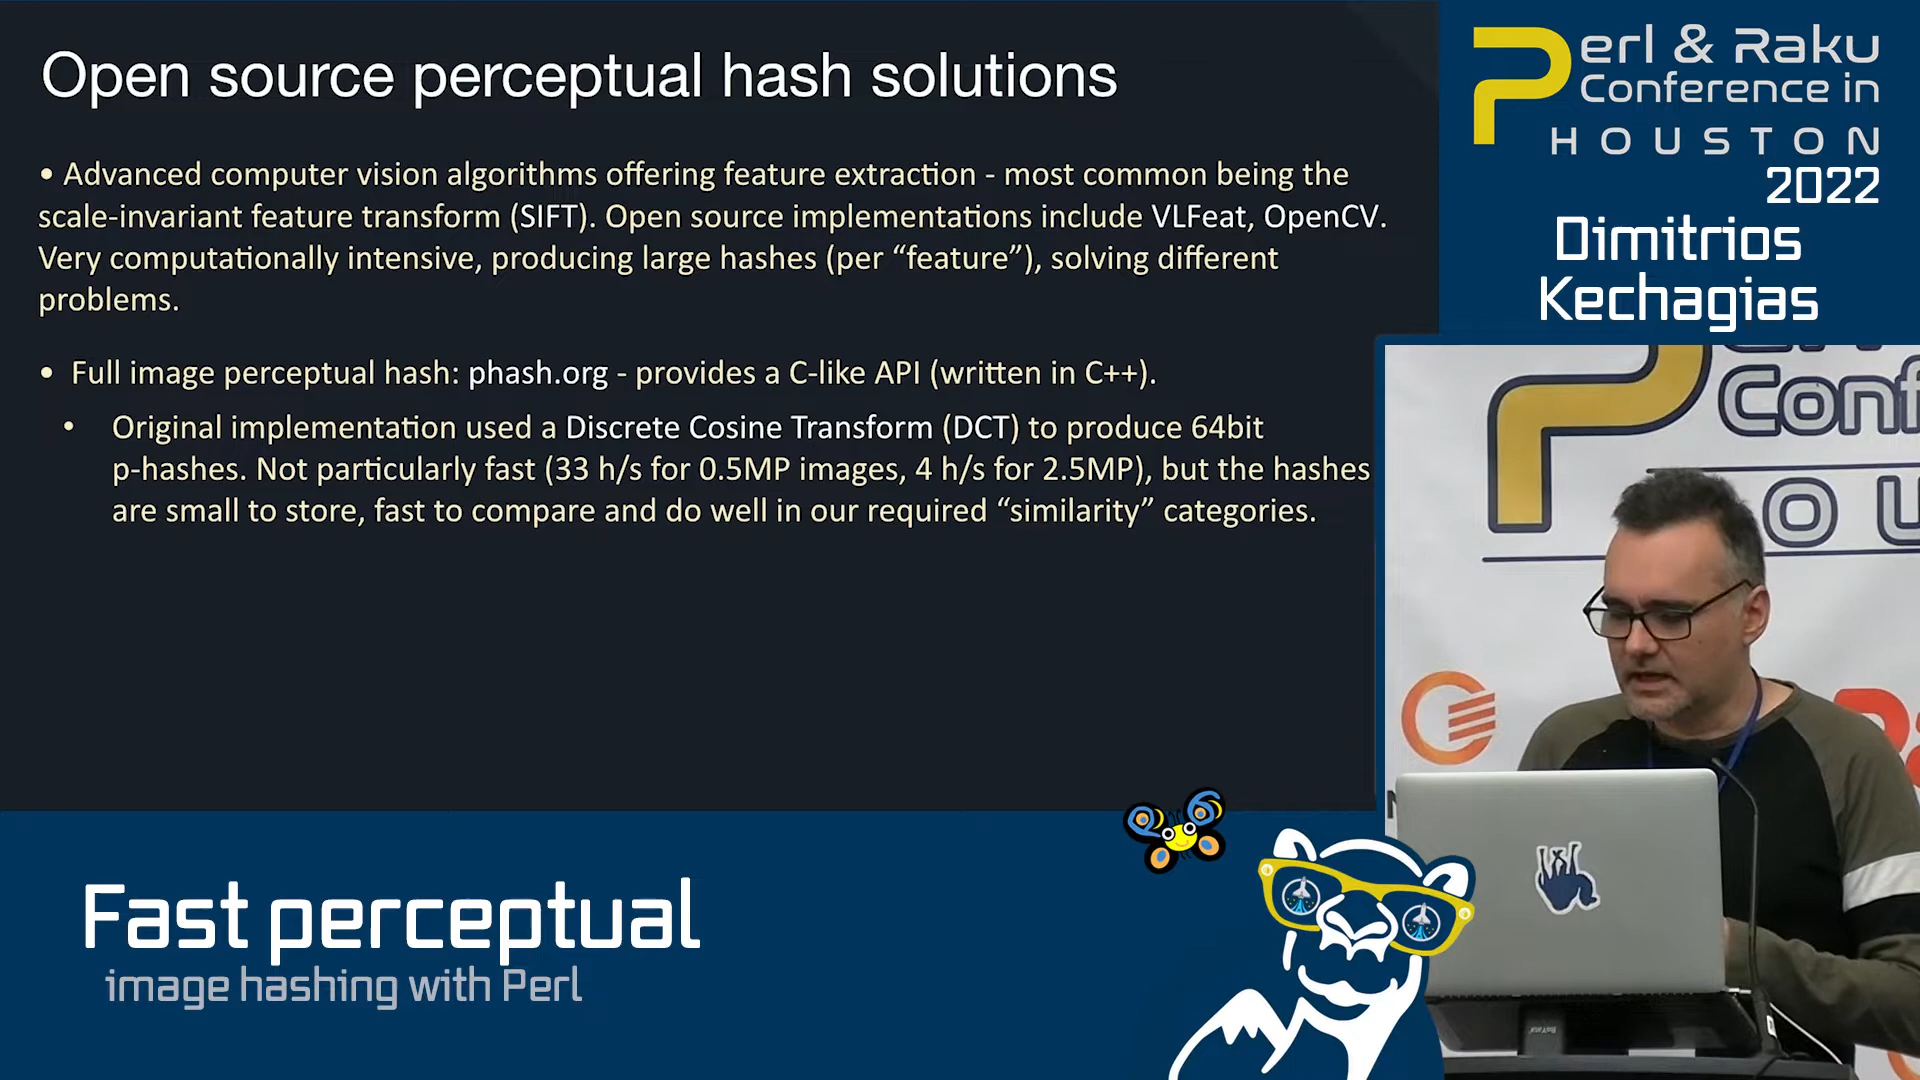 Open source perceptual hash solutions
• Advanced computer vision algorithms offering feature extraction - most common being the
scale-invariant feature transform (SIFT). Open source implementations include VLFeat, OpenCV.
Very computationally intensive, producing large hashes (per “feature”), solving different
problems.
• Full image perceptual hash: phash.org - provides a C-like API (written in C++).
• Original implementation used a Discrete Cosine Transform (DCT) to produce 64bit
p-hashes. Not particularly fast (33 h/s for 0.5MP images, 4 h/s for 2.5MP), but the hashes
are small to store, fast to compare and do well in our required “similarity” categories.
Perl & Raku
Conference in
HOUSTON
2022
Dimitrios
Kechagias
Conf
OU
Fast perceptual
image hashing with Perl